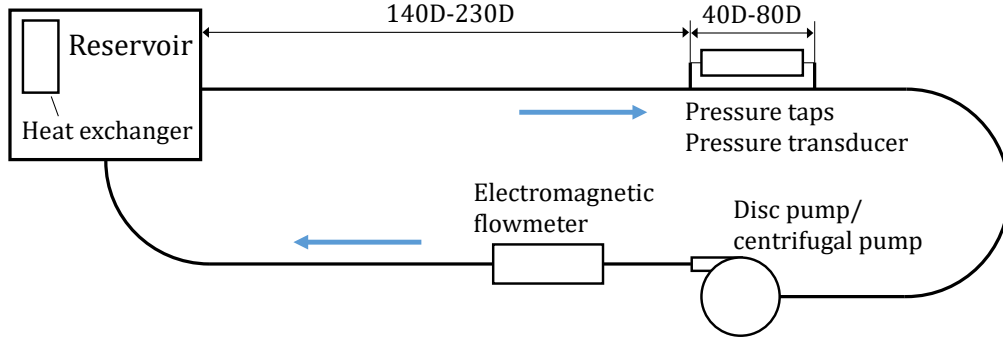 140D-230D
40D-80D
Reservoir
Heat exchanger
Pressure taps
Pressure transducer
Electromagnetic
flowmeter
Disc pump/
centrifugal pump